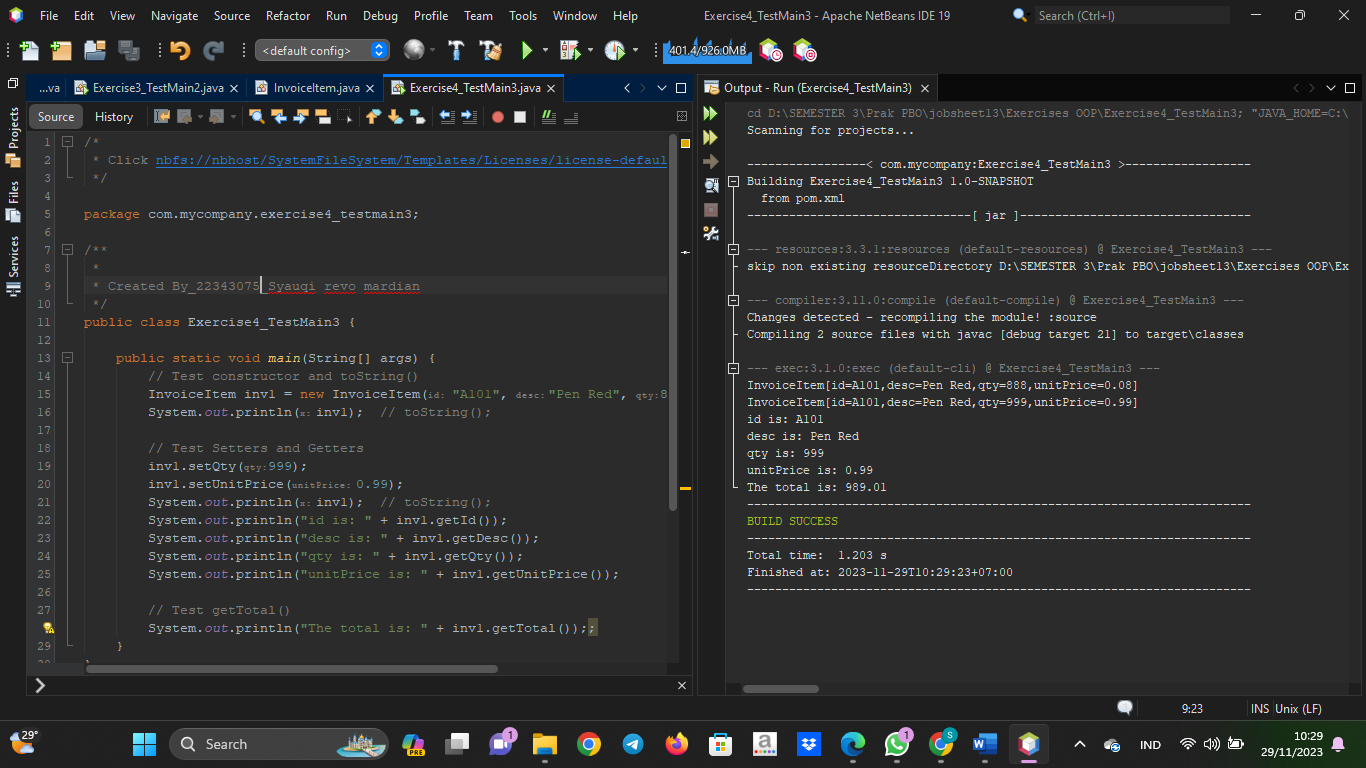 File Edit View Navigate Source Refactor Run Debug Profile Team Tools Window Help
Exercise4_TestMain3 - Apache NetBeans IDE 19
Search (Ctrl+I)
<default config>
401.4/926.0MB
...va
Exercise3_TestMain2.java
InvoiceItem.java
Exercise4_TestMain3.java
Source History
Projects
Files
Services
1 /*
2 * Click nbfs://nbhost/SystemFileSystem/Templates/Licenses/license-defaul
3 */
4
5 package com.mycompany.exercise4_testmain3;
6
7 /**
8 *
9 * Created By_22343075_Syauqi revo mardian
10 */
11 public class Exercise4_TestMain3 {
12
13 public static void main(String[] args) {
14 // Test constructor and toString()
15 InvoiceItem inv1 = new InvoiceItem(id: "A101", desc:"Pen Red", qty:8
16 System.out.println(x: inv1);  // toString();
17
18 // Test Setters and Getters
19 inv1.setQty(qty:999);
20 inv1.setUnitPrice(unitPrice:0.99);
21 System.out.println(x: inv1);  // toString();
22 System.out.println("id is: " + inv1.getId());
23 System.out.println("desc is: " + inv1.getDesc());
24 System.out.println("qty is: " + inv1.getQty());
25 System.out.println("unitPrice is: " + inv1.getUnitPrice());
26
27 // Test getTotal()
System.out.println("The total is: " + inv1.getTotal());;
29 }
Output - Run (Exercise4_TestMain3)
cd D:\SEMESTER 3\Prak PBO\jobsheet13\Exercises OOP\Exercise4_TestMain3; "JAVA_HOME=C:\
Scanning for projects...
-----------------< com.mycompany:Exercise4_TestMain3 >------------------
Building Exercise4_TestMain3 1.0-SNAPSHOT
from pom.xml
--------------------------------[ jar ]---------------------------------
--- resources:3.3.1:resources (default-resources) @ Exercise4_TestMain3 ---
skip non existing resourceDirectory D:\SEMESTER 3\Prak PBO\jobsheet13\Exercises OOP\Ex
--- compiler:3.11.0:compile (default-compile) @ Exercise4_TestMain3 ---
Changes detected - recompiling the module! :source
Compiling 2 source files with javac [debug target 21] to target\classes
--- exec:3.1.0:exec (default-cli) @ Exercise4_TestMain3 ---
InvoiceItem[id=A101,desc=Pen Red,qty=888,unitPrice=0.08]
InvoiceItem[id=A101,desc=Pen Red,qty=999,unitPrice=0.99]
id is: A101
desc is: Pen Red
qty is: 999
unitPrice is: 0.99
The total is: 989.01
------------------------------------------------------------------------
BUILD SUCCESS
------------------------------------------------------------------------
Total time:  1.203 s
Finished at: 2023-11-29T10:29:23+07:00
------------------------------------------------------------------------
9:23 INS Unix (LF)
29°
Search
PRE
1
a
1
S
W
IND
10:29
29/11/2023